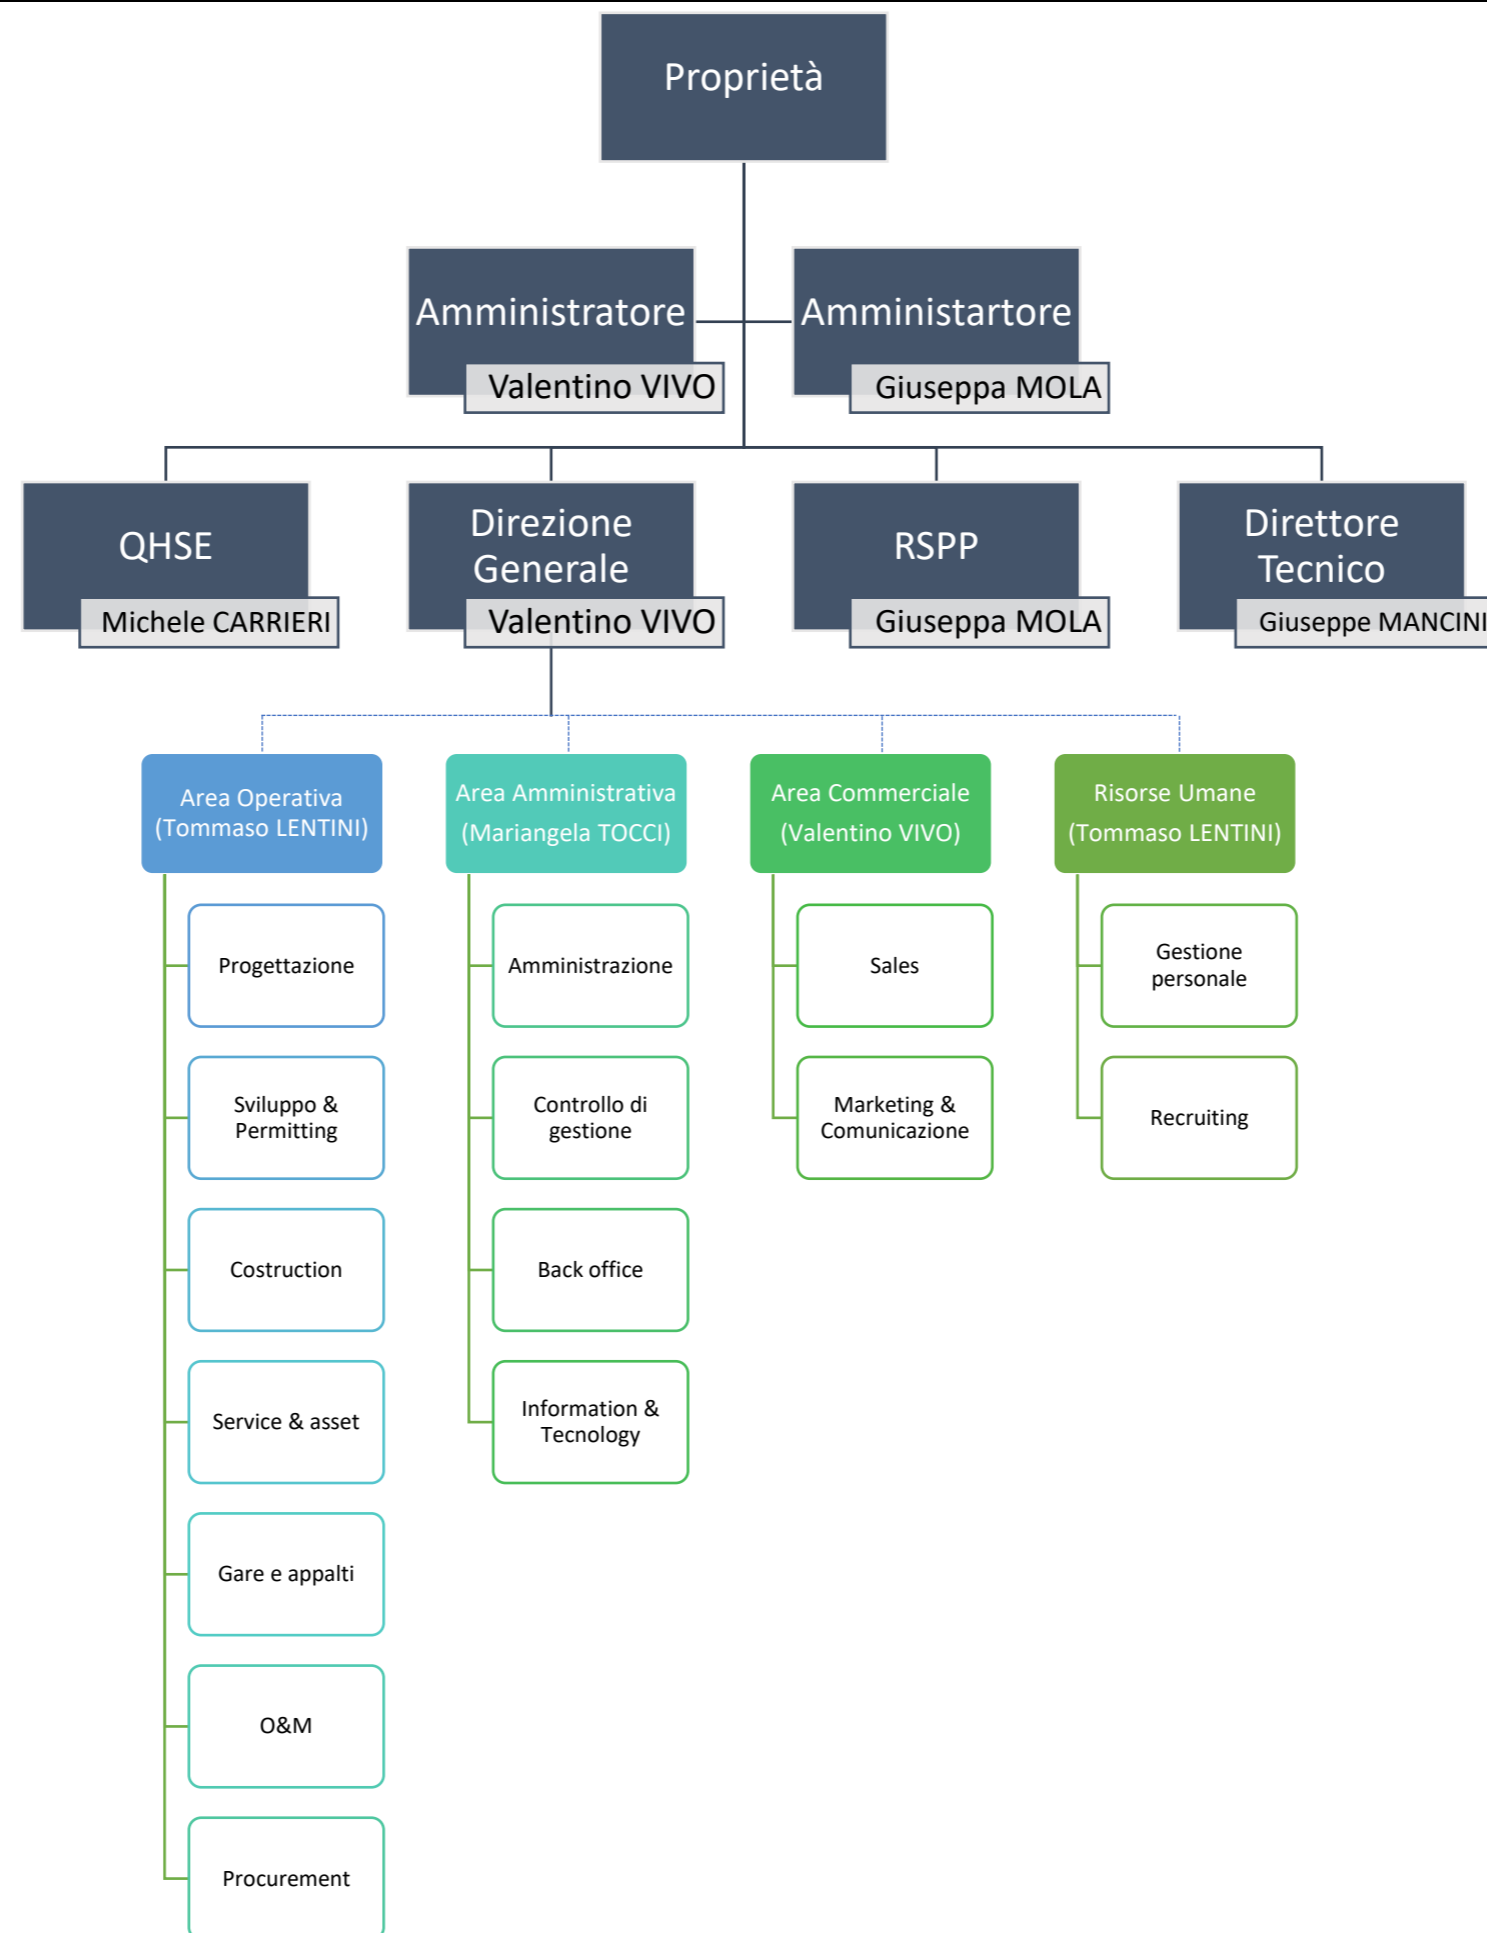 Proprietà
Amministratore
Valentino VIVO
Amministartore
Giuseppa MOLA
QHSE
Michele CARRIERI
Direzione
Generale
Valentino VIVO
RSPP
Giuseppa MOLA
Direttore
Tecnico
Giuseppe MANCINI
Area Operativa
(Tommaso LENTINI)
Progettazione
Sviluppo &
Permitting
Costruction
Service & asset
Gare e appalti
O&M
Procurement
Area Amministrativa
(Mariangela TOCCI)
Amministrazione
Controllo di
gestione
Back office
Information &
Tecnology
Area Commerciale
(Valentino VIVO)
Sales
Marketing &
Comunicazione
Risorse Umane
(Tommaso LENTINI)
Gestione
personale
Recruiting